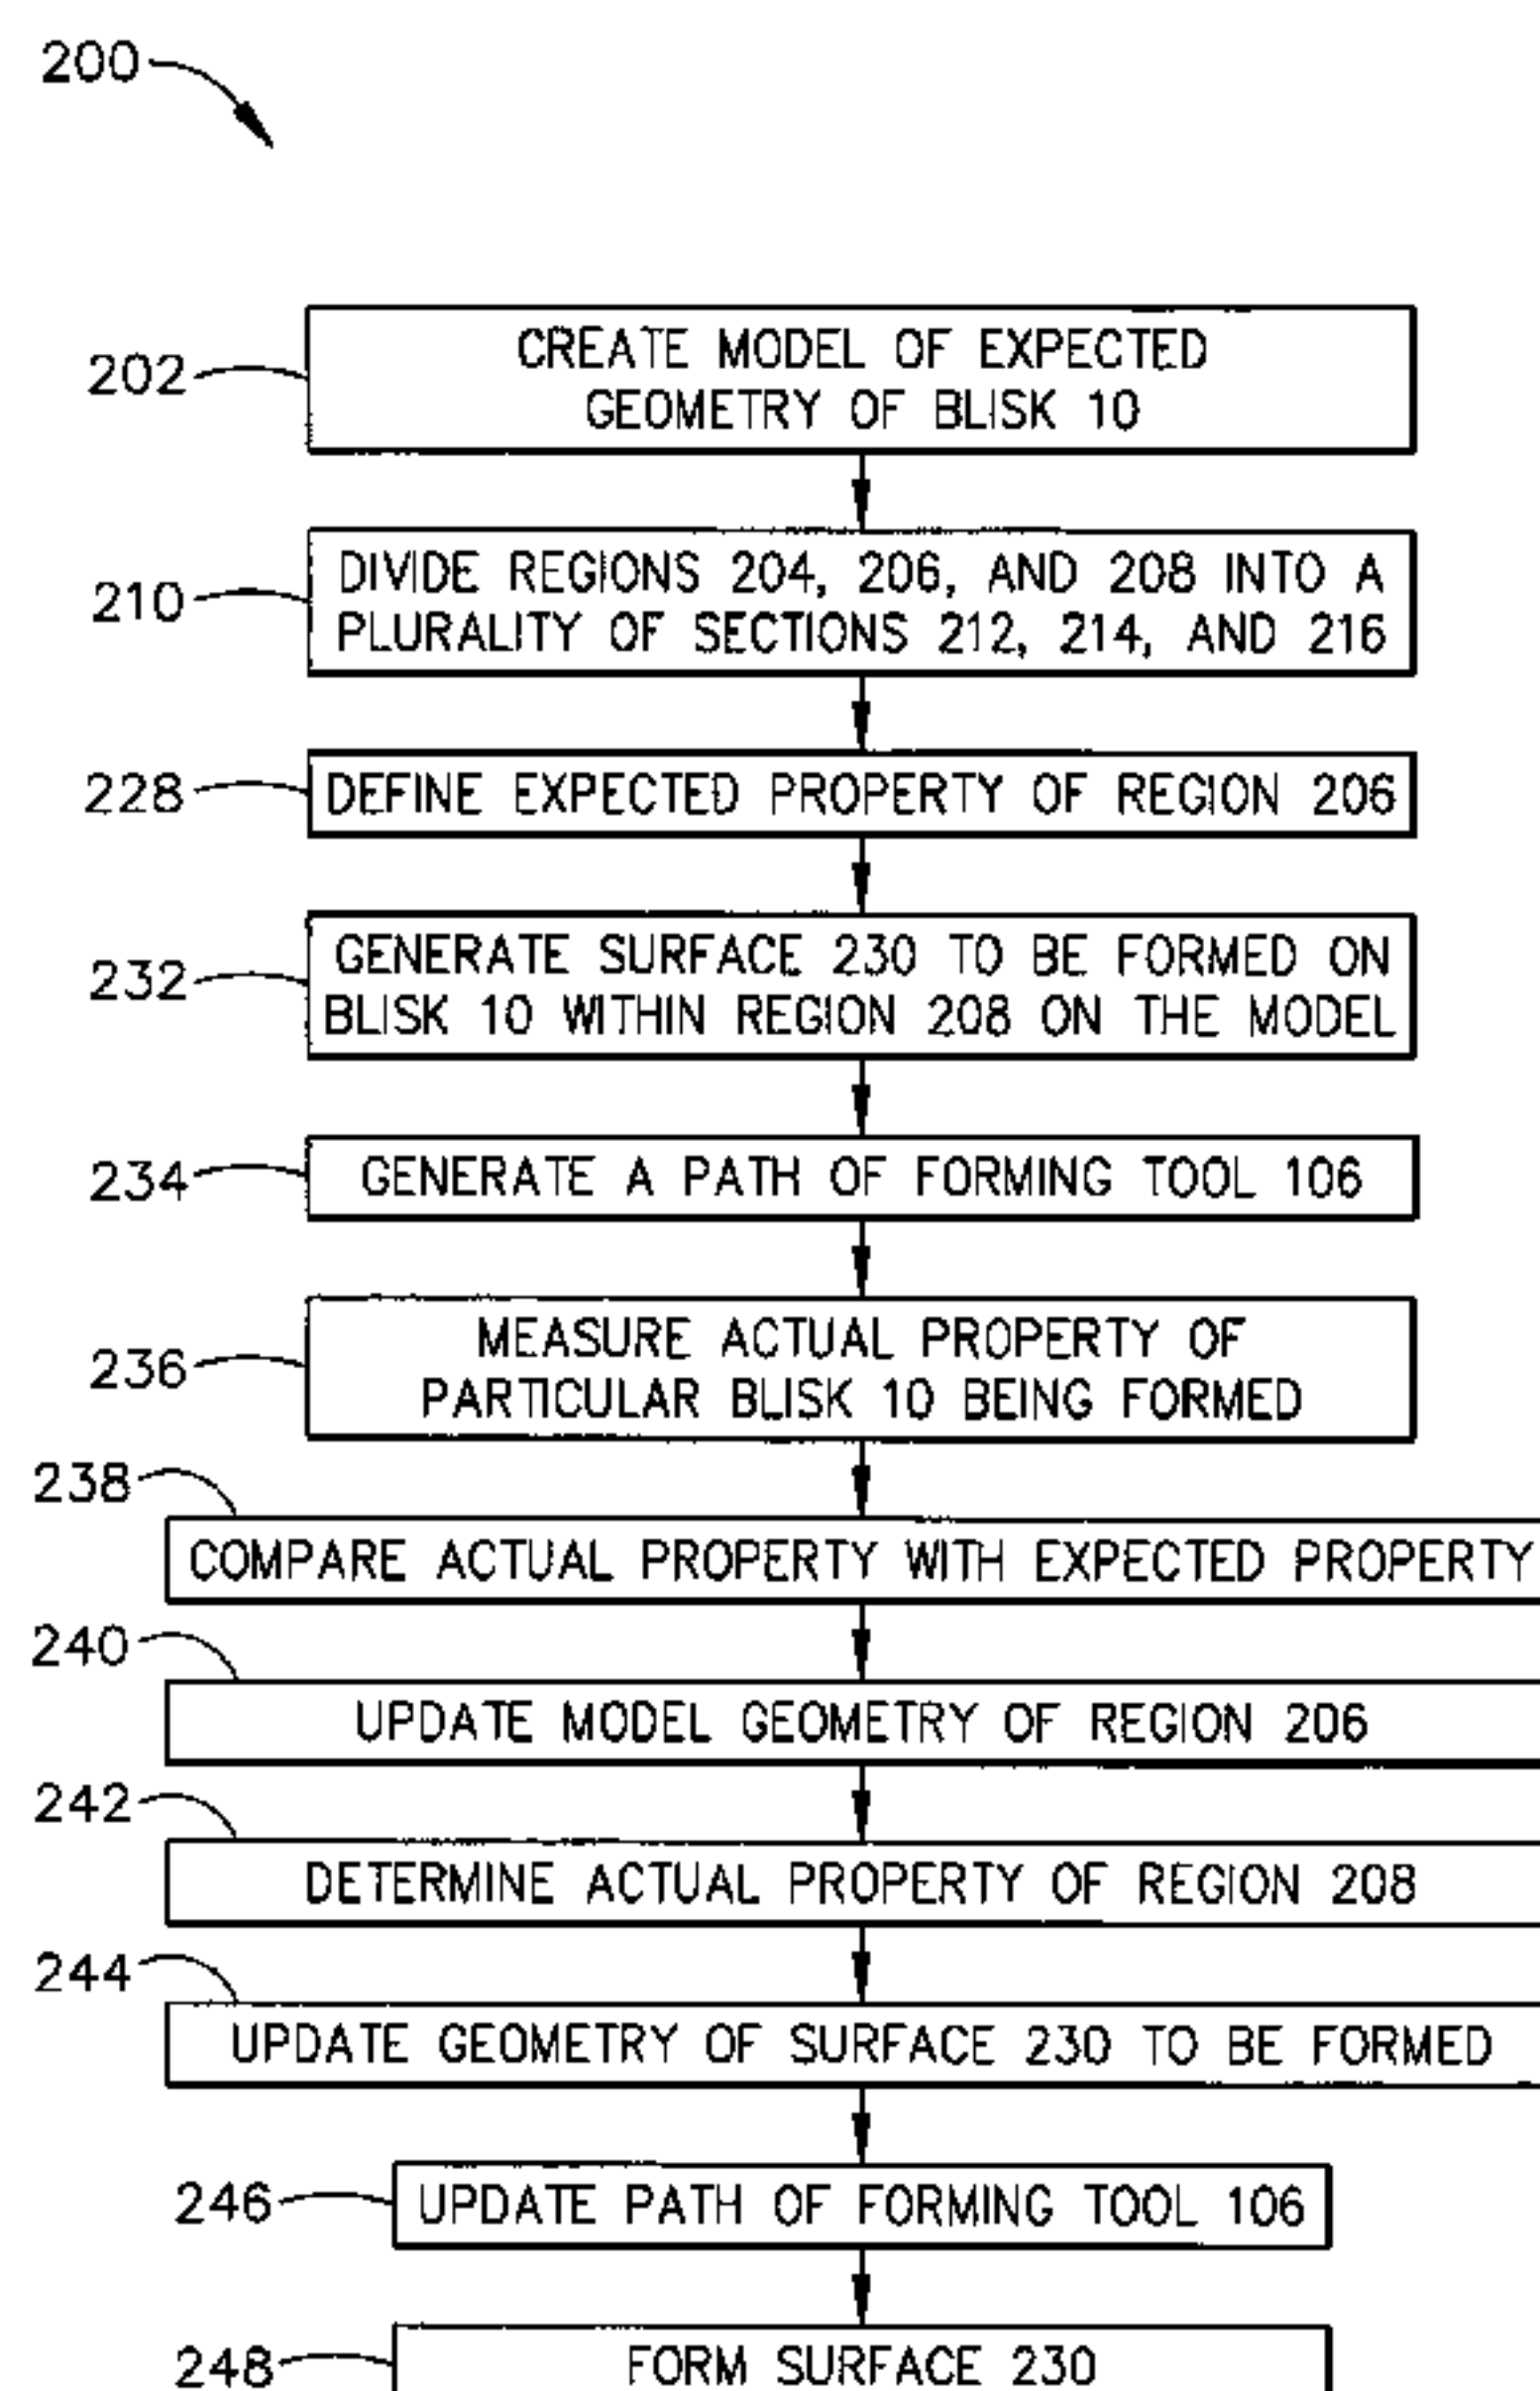 200
202
CREATE MODEL OF EXPECTED
GEOMETRY OF BLISK 10
210
DIVIDE REGIONS 204, 206, AND 208 INTO A
PLURALITY OF SECTIONS 212, 214, AND 216
228
DEFINE EXPECTED PROPERTY OF REGION 206
232
GENERATE SURFACE 230 TO BE FORMED ON
BLISK 10 WITHIN REGION 208 ON THE MODEL
234
GENERATE A PATH OF FORMING TOOL 106
236
MEASURE ACTUAL PROPERTY OF
PARTICULAR BLISK 10 BEING FORMED
238
COMPARE ACTUAL PROPERTY WITH EXPECTED PROPERTY
240
UPDATE MODEL GEOMETRY OF REGION 206
242
DETERMINE ACTUAL PROPERTY OF REGION 208
244
UPDATE GEOMETRY OF SURFACE 230 TO BE FORMED
246
UPDATE PATH OF FORMING TOOL 106
248
FORM SURFACE 230